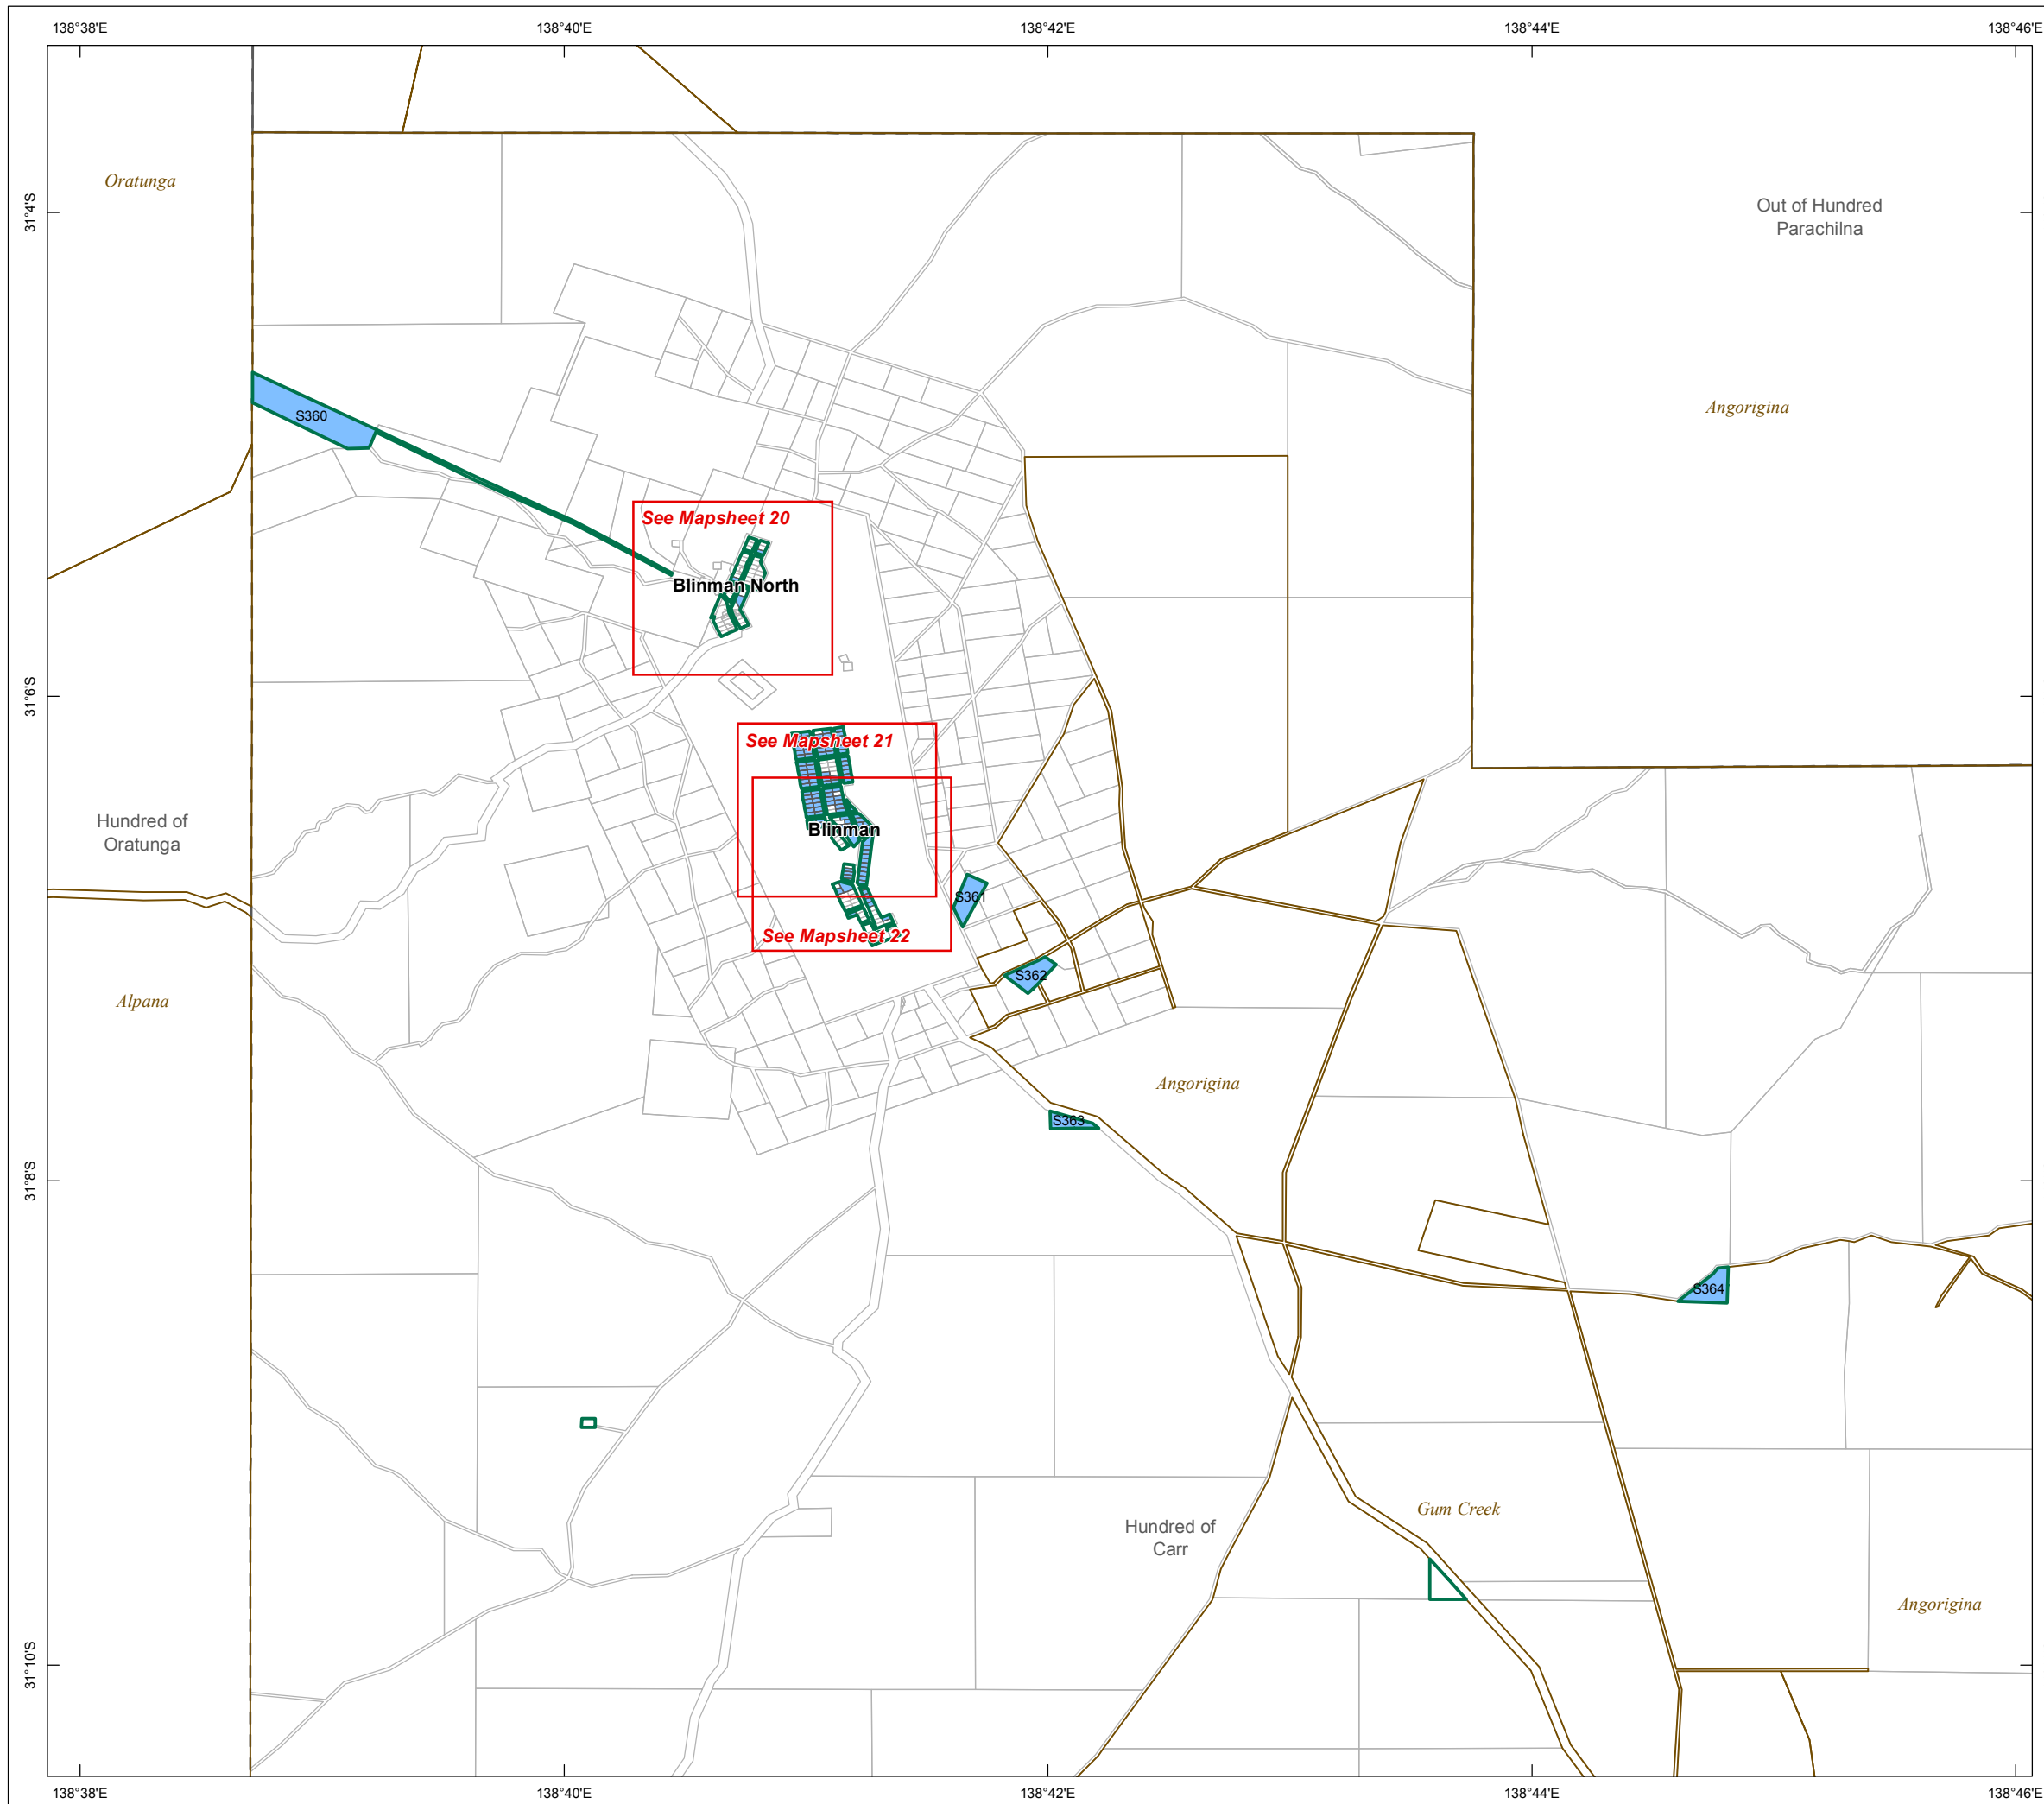 138°38'E
138°40'E
138°42'E
138°44'E
138°46'E
31°4'S
31°6'S
31°8'S
31°10'S
Oratunga
Out of Hundred
Parachilna
Angorigina
S360
See Mapsheet 20
Blinman North
See Mapsheet 21
Hundred of
Oratunga
Blinman
S361
See Mapsheet 22
S362
Alpana
Angorigina
S363
S364
Gum Creek
Hundred of
Carr
Angorigina
138°38'E
138°40'E
138°42'E
138°44'E
138°46'E